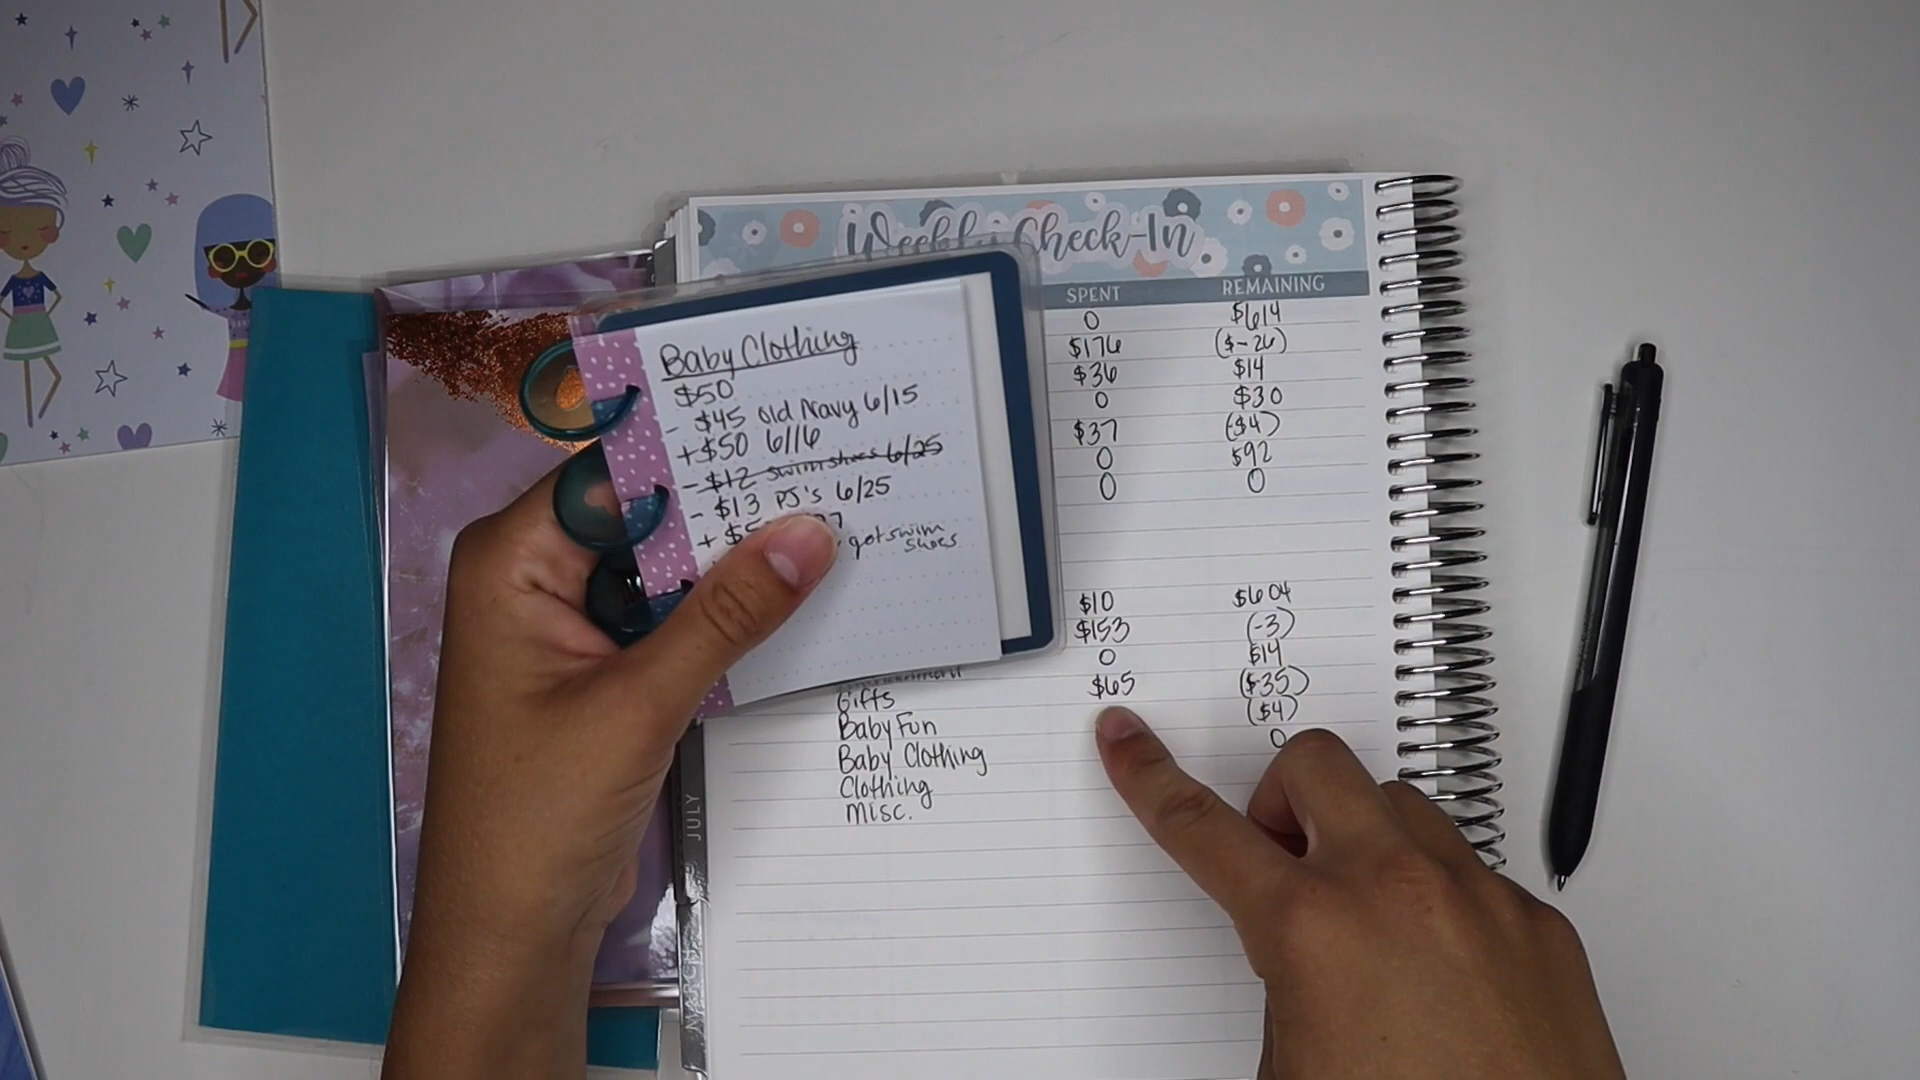 Weekly Check-In
SPENT REMAINING
0 $614
$176 ($-26)
$36 $14
0 $30
$37 ($4)
0 $92
0 0
Baby Clothing
$50
- $45 Old Navy 6/15
+$50 6/16
- $12 swim shoes 6/25
- $13 PJ's 6/25
+
got swim
shoes
$10 $604
$153 (-3)
0 $14
Gifts $65 ($-35)
Baby Fun ($4)
Baby Clothing 0
Clothing
Misc.
JULY
MARCH